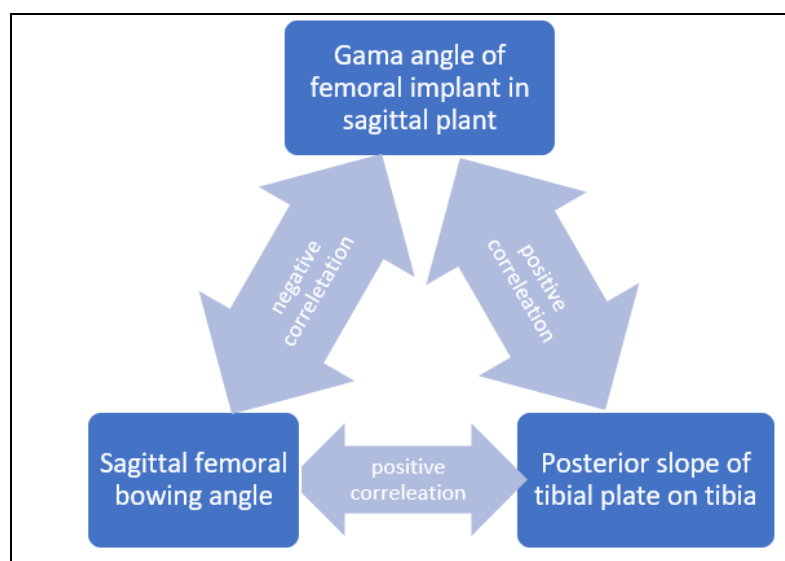 Gama angle of
femoral implant in
sagittal plant
negative
correletation
positive
correleation
Sagittal femoral
bowing angle
positive
correleation
Posterior slope of
tibial plate on tibia